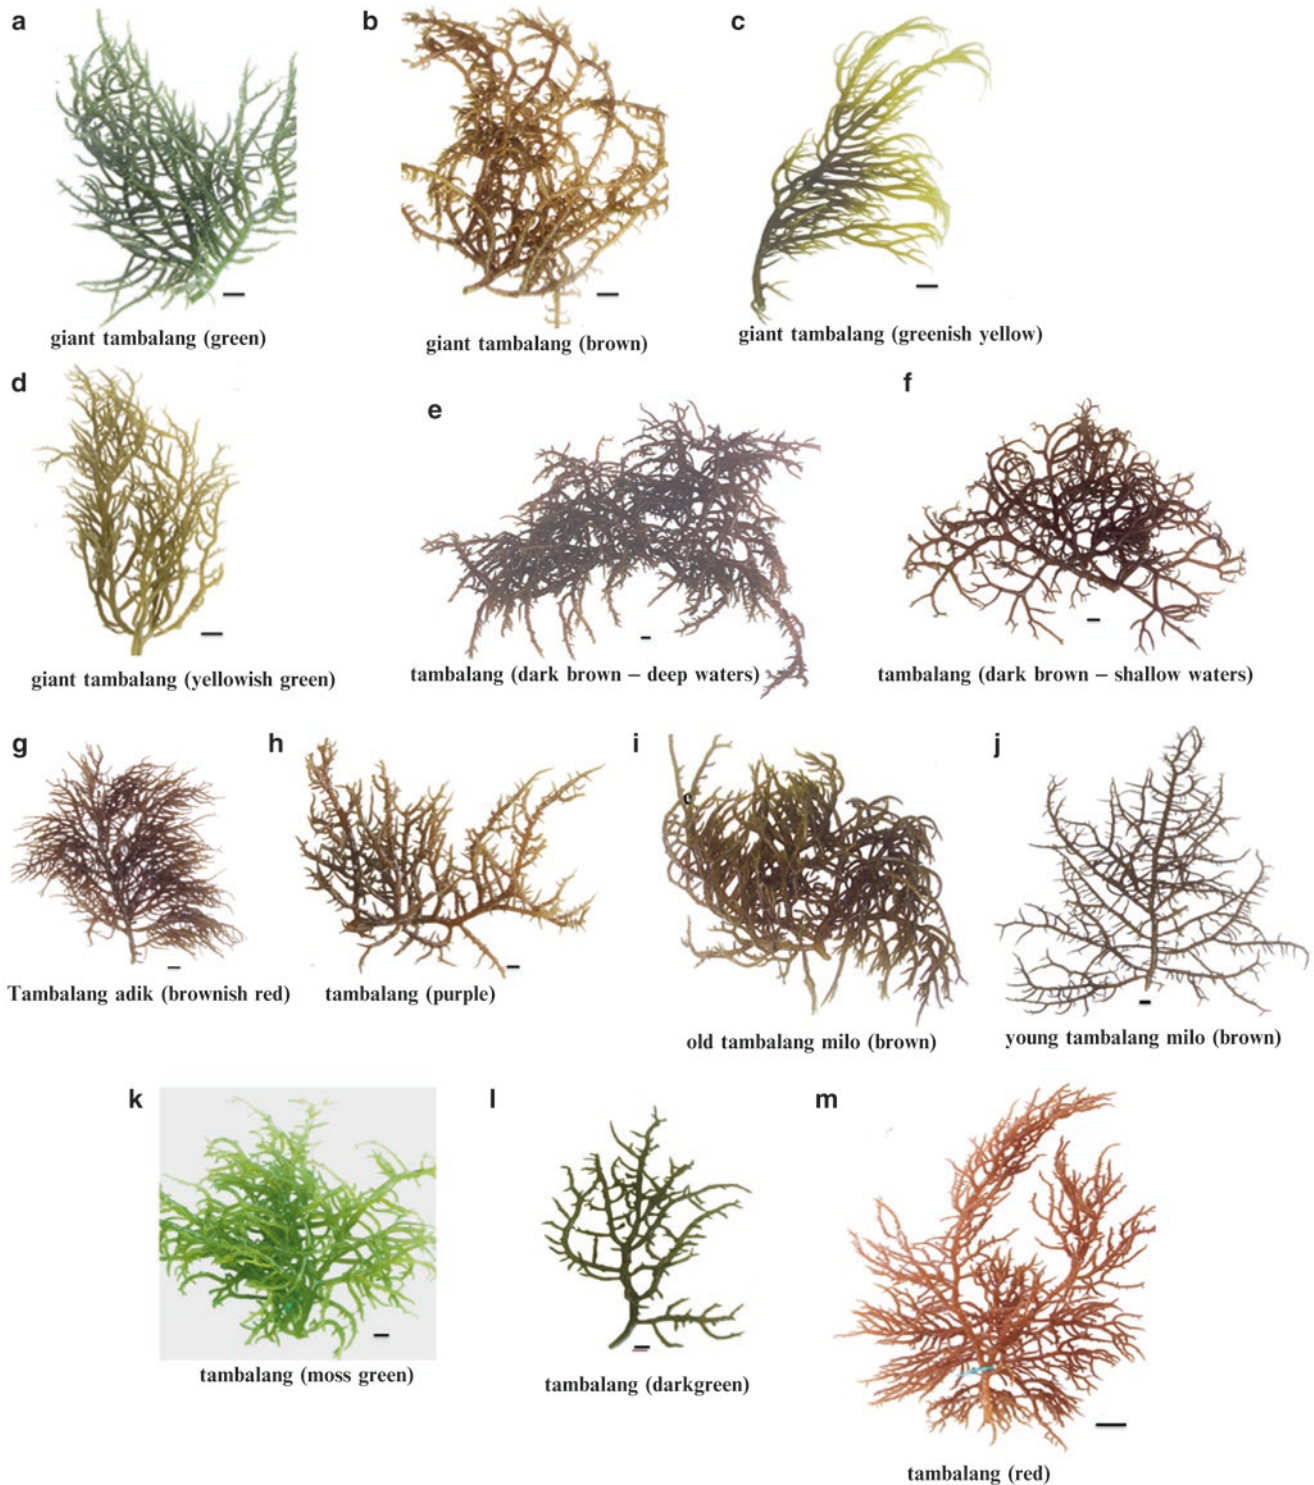 a
b
c
giant tambalang (green)
giant tambalang (brown)
giant tambalang (greenish yellow)
d
e
f
giant tambalang (yellowish green)
tambalang (dark brown – deep waters)
tambalang (dark brown – shallow waters)
g
h
i
j
Tambalang adik (brownish red)
tambalang (purple)
old tambalang milo (brown)
young tambalang milo (brown)
k
l
m
tambalang (moss green)
tambalang (darkgreen)
tambalang (red)